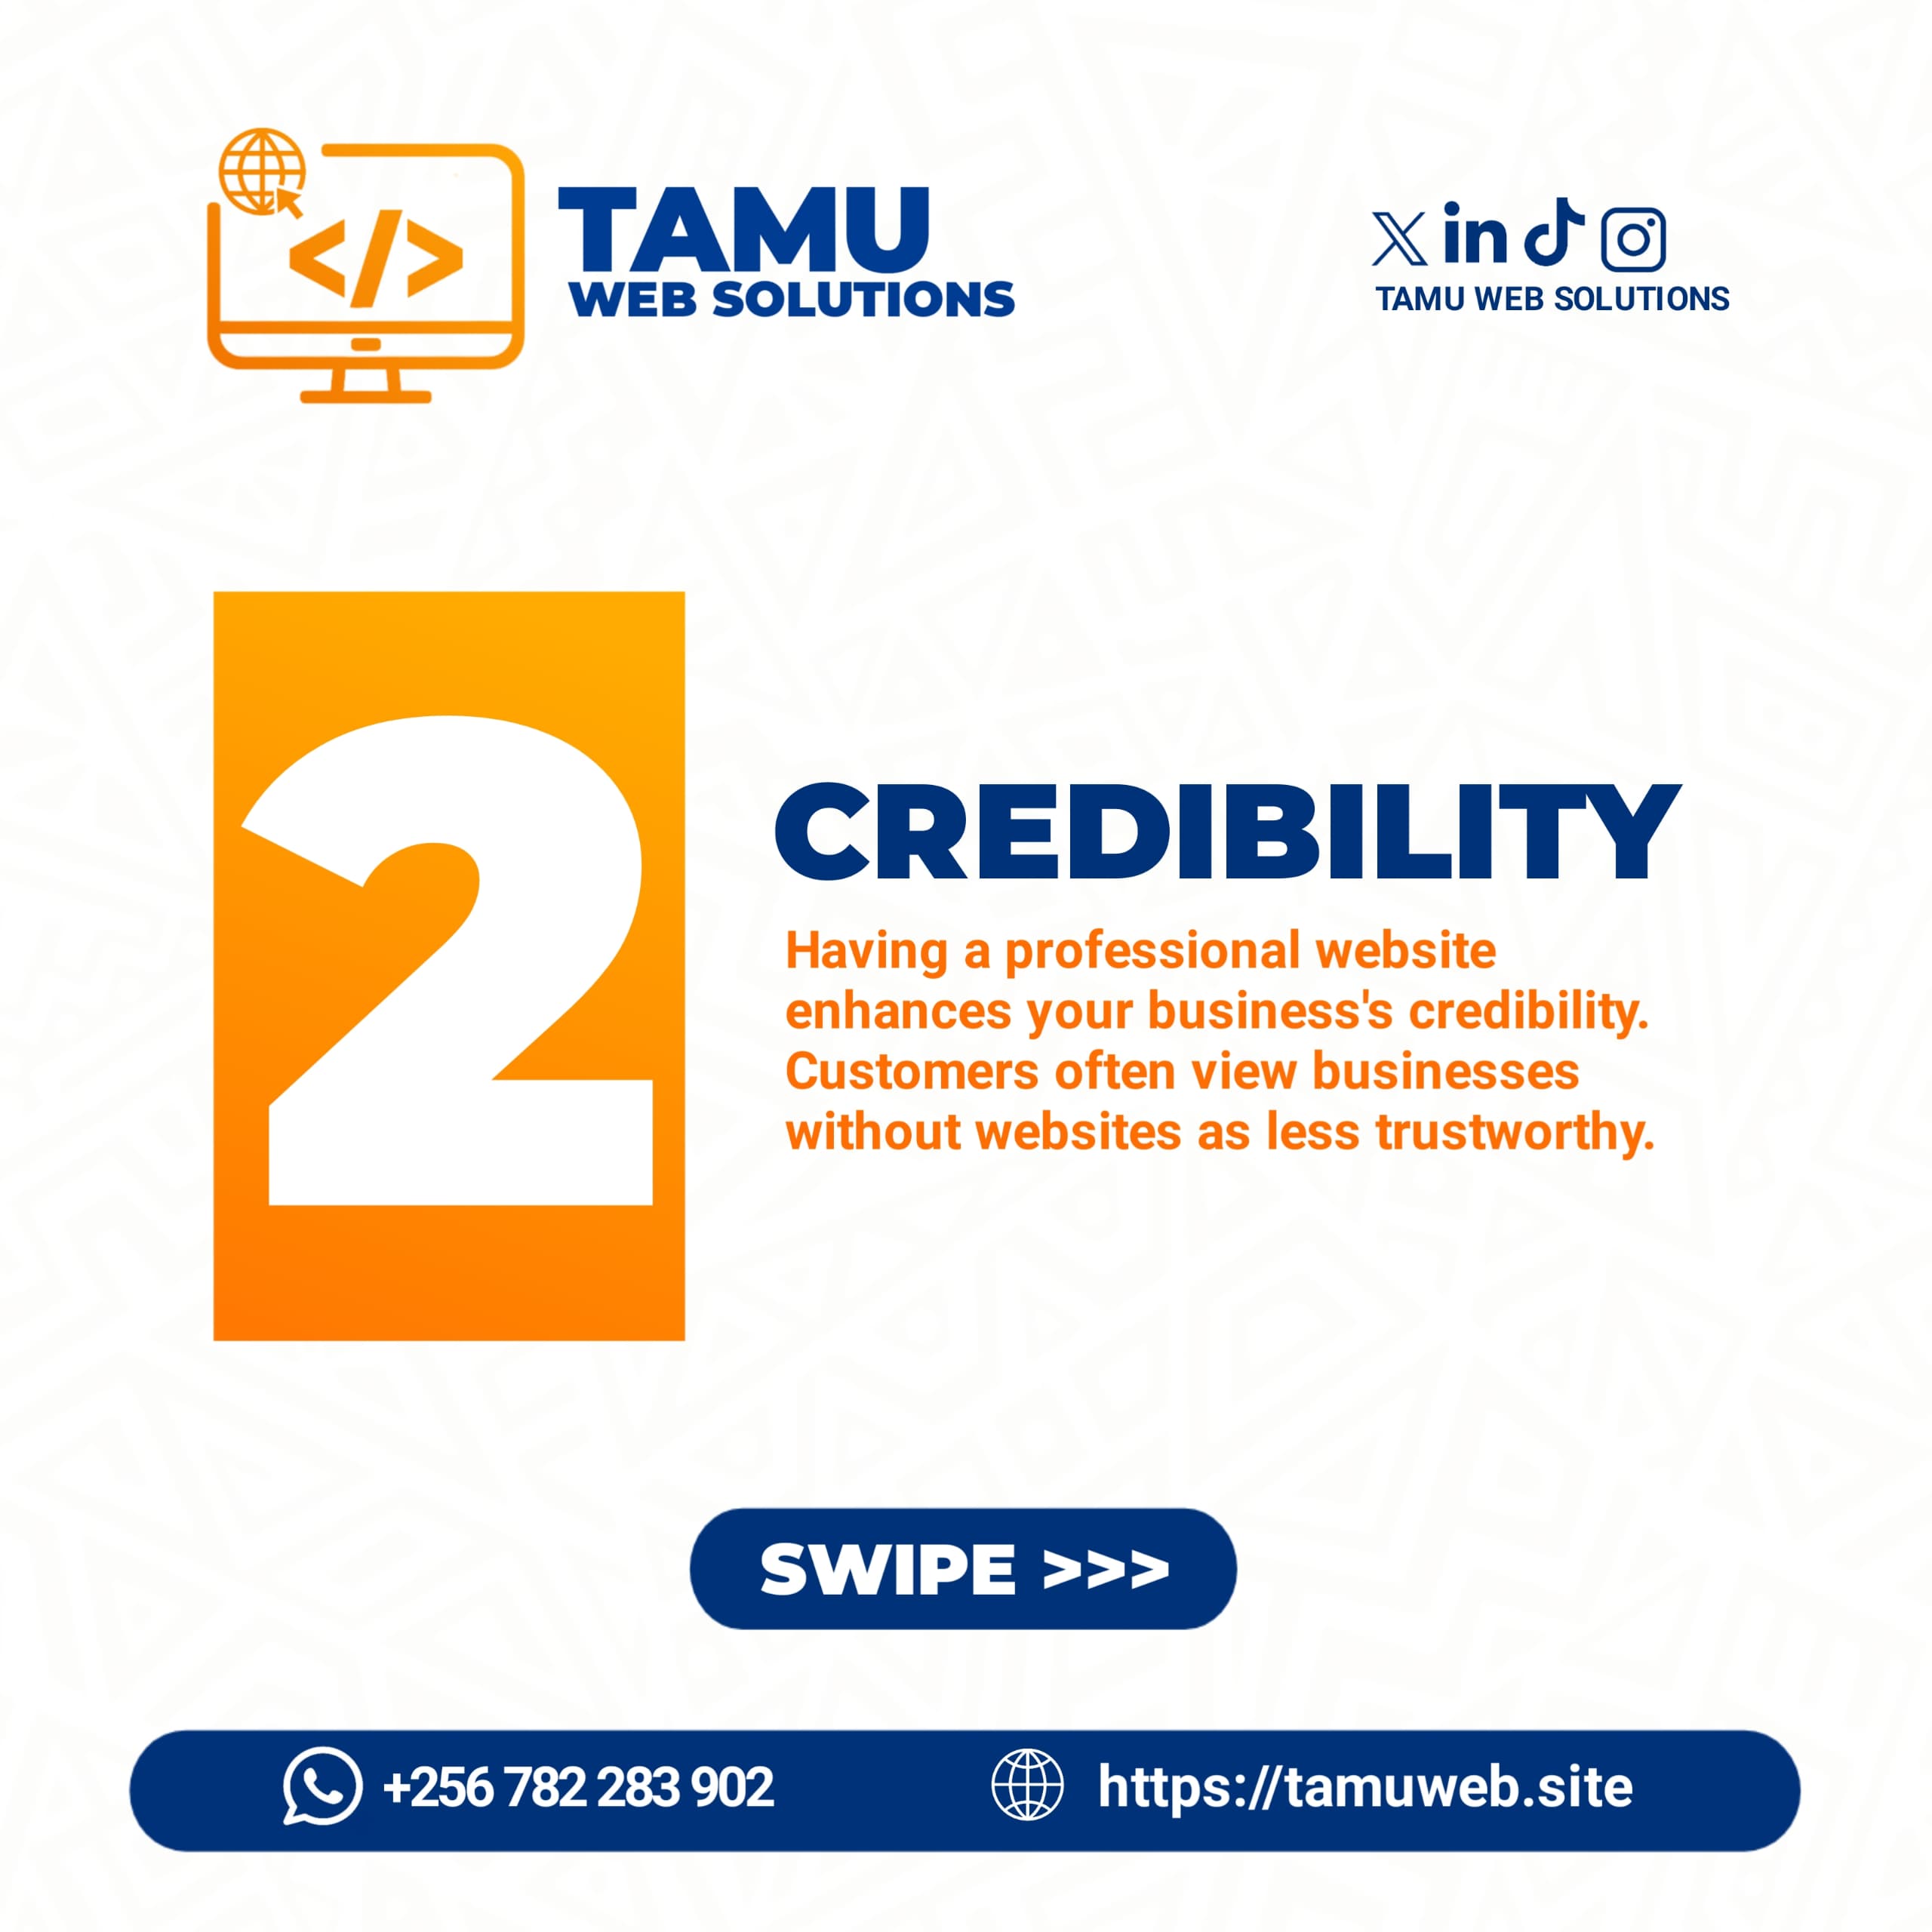 </>
TAMU
WEB SOLUTIONS
TAMU WEB SOLUTIONS
2
CREDIBILITY
Having a professional website
enhances your business's credibility.
Customers often view businesses
without websites as less trustworthy.
SWIPE >>>
+256 782 283 902
https://tamuweb.site